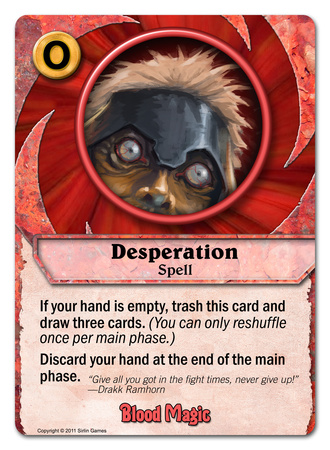 0
Desperation
Spell
If your hand is empty, trash this card and
draw three cards. (You can only reshuffle
once per main phase.)
Discard your hand at the end of the main
phase. “Give all you got in the fight times, never give up!”
—Drakk Ramhorn
Blood Magic
Copyright © 2011 Sirlin Games